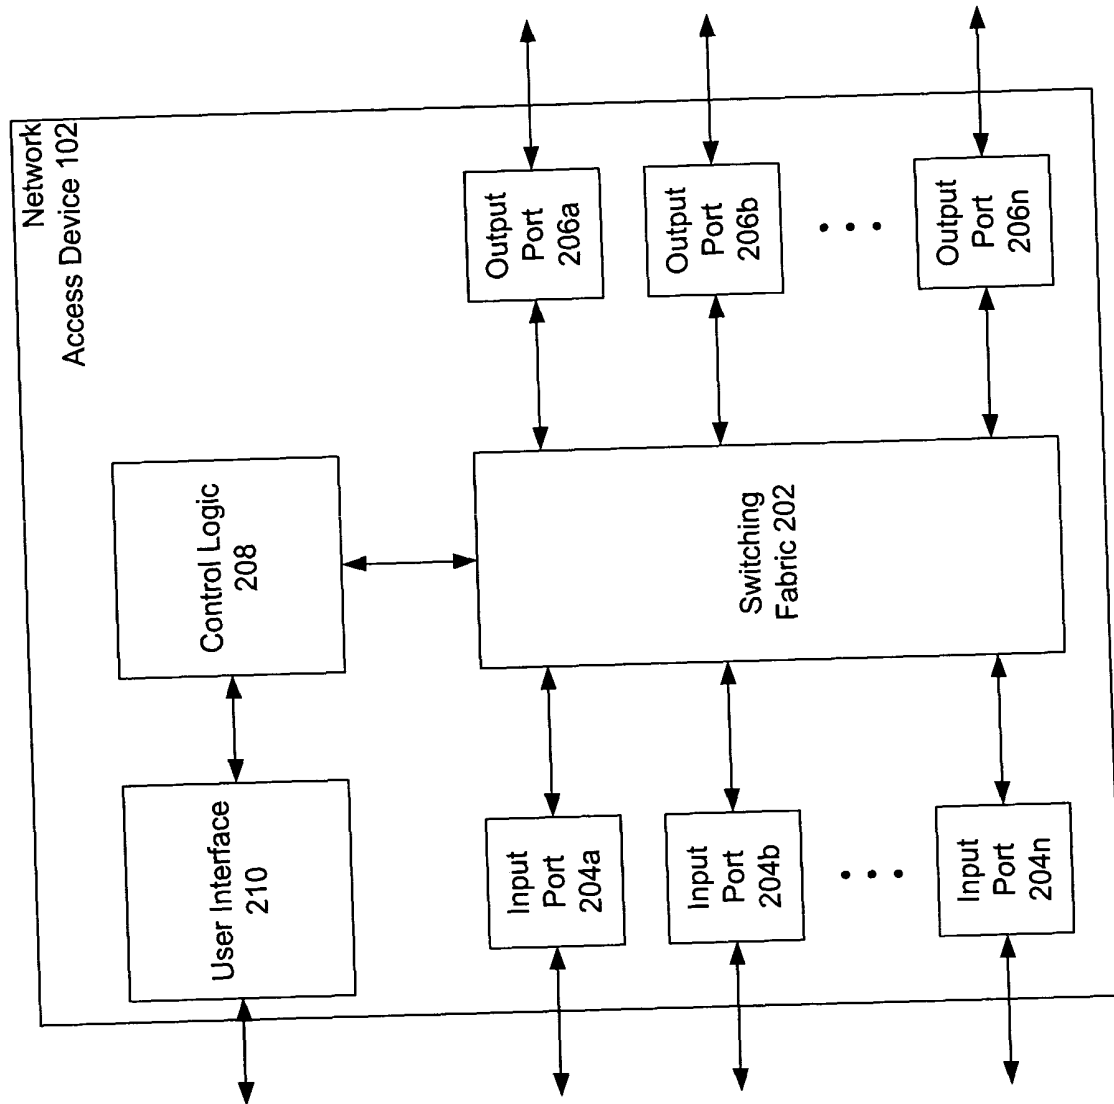 Network
Access Device 102
User Interface
210
Control Logic
208
Input
Port
204a
Switching
Fabric 202
Output
Port
206a
Input
Port
204b
Output
Port
206b
Input
Port
204n
Output
Port
206n